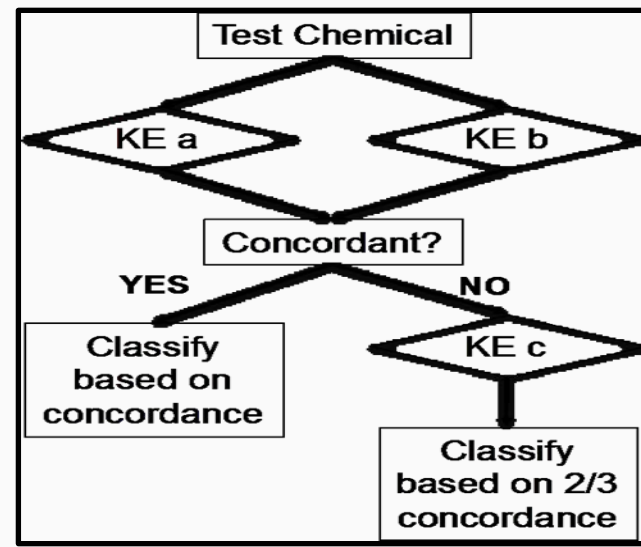 Test Chemical
KE a
KE b
Concordant?
YES
NO
Classify
based on
concordance
KE c
Classify
based on 2/3
concordance